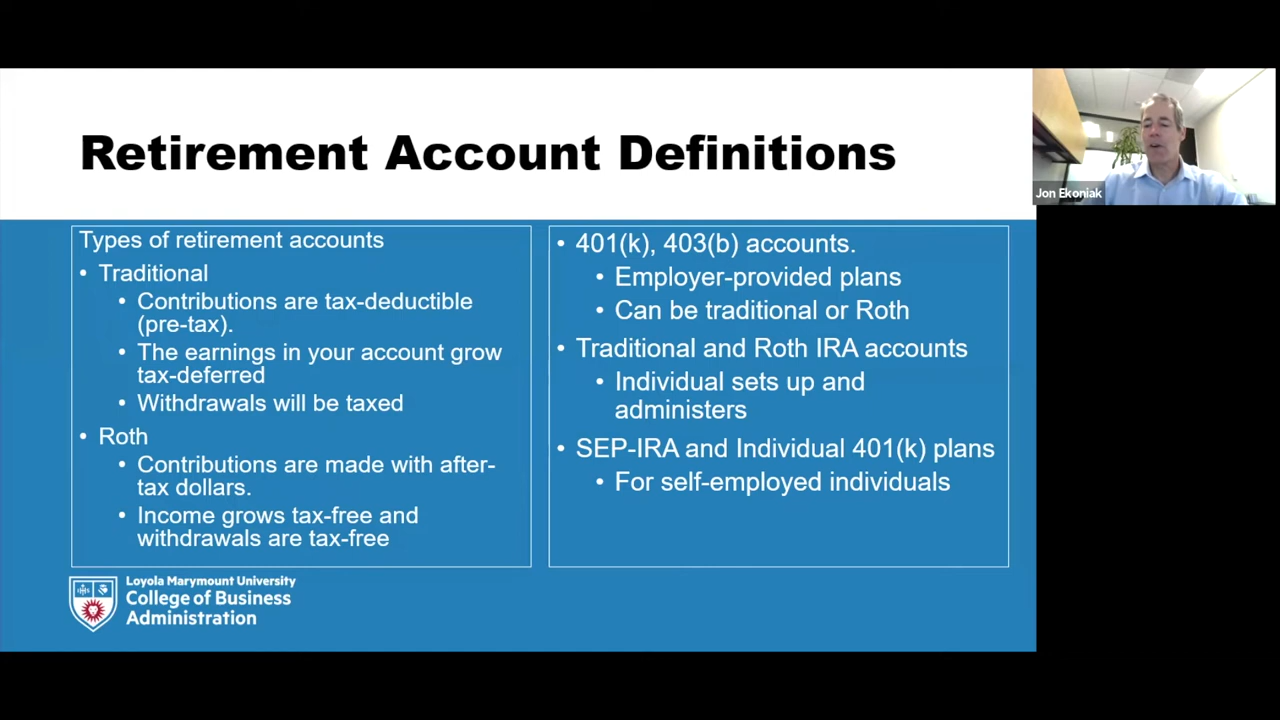 Retirement Account Definitions
Jon Ekoniak
Types of retirement accounts
• Traditional
• Contributions are tax-deductible
(pre-tax).
• The earnings in your account grow
tax-deferred
• Withdrawals will be taxed
• Roth
• Contributions are made with after-
tax dollars.
• Income grows tax-free and
withdrawals are tax-free
• 401(k), 403(b) accounts.
• Employer-provided plans
• Can be traditional or Roth
• Traditional and Roth IRA accounts
• Individual sets up and
administers
• SEP-IRA and Individual 401(k) plans
• For self-employed individuals
Loyola Marymount University
College of Business
Administration